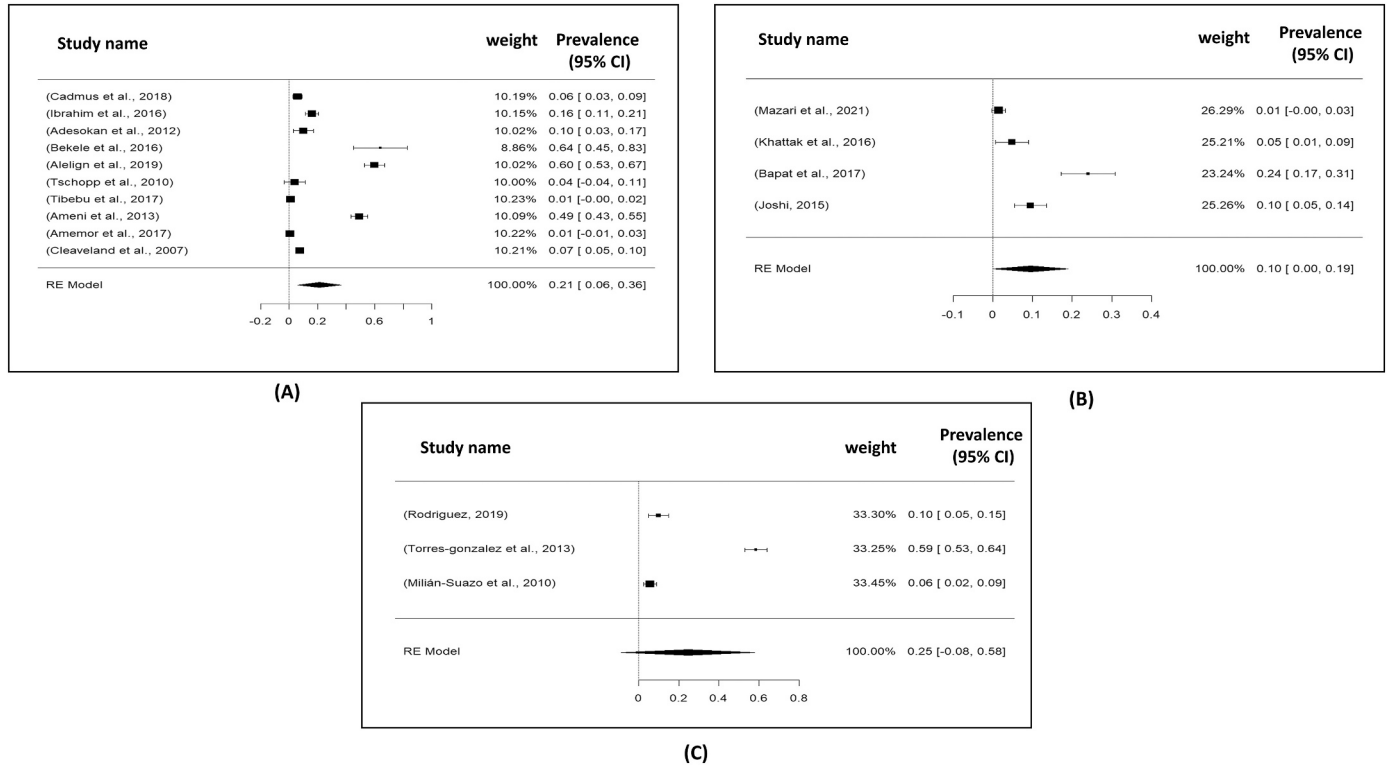 Study name weight Prevalence
(95% CI)
(Cadmus et al., 2018) 10.19% 0.06 [ 0.03, 0.09]
(Ibrahim et al., 2016) 10.15% 0.16 [ 0.11, 0.21]
(Adesokan et al., 2012) 10.02% 0.10 [ 0.03, 0.17]
(Bekele et al., 2016) 8.86% 0.64 [ 0.45, 0.83]
(Alelign et al., 2019) 10.02% 0.60 [ 0.53, 0.67]
(Tschopp et al., 2010) 10.00% 0.04 [-0.04, 0.11]
(Tibebu et al., 2017) 10.23% 0.01 [-0.00, 0.02]
(Ameni et al., 2013) 10.09% 0.49 [ 0.43, 0.55]
(Amemor et al., 2017) 10.22% 0.01 [-0.01, 0.03]
(Cleaveland et al., 2007) 10.21% 0.07 [ 0.05, 0.10]
RE Model 100.00% 0.21 [ 0.06, 0.36]
-0.2 0 0.2 0.6 1
(A)
Study name weight Prevalence
(95% CI)
(Mazari et al., 2021) 26.29% 0.01 [-0.00, 0.03]
(Khattak et al., 2016) 25.21% 0.05 [ 0.01, 0.09]
(Bapat et al., 2017) 23.24% 0.24 [ 0.17, 0.31]
(Joshi, 2015) 25.26% 0.10 [ 0.05, 0.14]
RE Model 100.00% 0.10 [ 0.00, 0.19]
-0.1 0 0.1 0.2 0.3 0.4
(B)
Study name weight Prevalence
(95% CI)
(Rodriguez, 2019) 33.30% 0.10 [ 0.05, 0.15]
(Torres-gonzalez et al., 2013) 33.25% 0.59 [ 0.53, 0.64]
(Milián-Suazo et al., 2010) 33.45% 0.06 [ 0.02, 0.09]
RE Model 100.00% 0.25 [-0.08, 0.58]
0 0.2 0.4 0.6 0.8
(C)